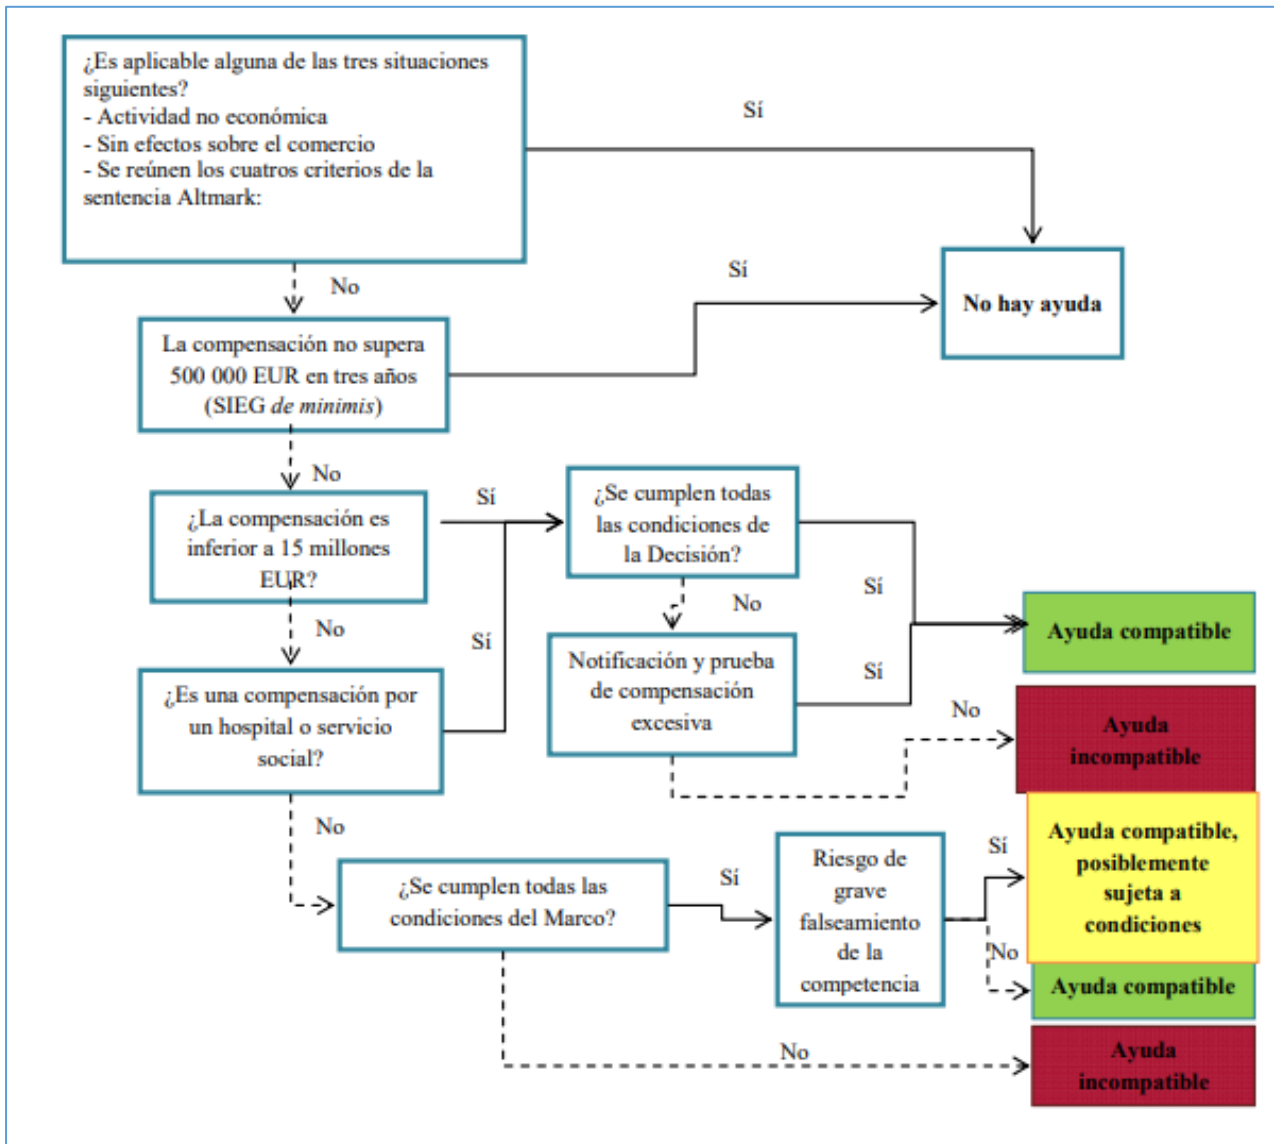 ¿Es aplicable alguna de las tres situaciones
siguientes?
- Actividad no económica
- Sin efectos sobre el comercio
- Se reúnen los cuatros criterios de la
sentencia Altmark:
Sí
No
Sí
No hay ayuda
La compensación no supera
500 000 EUR en tres años
(SIEG de minimis)
No
Sí
¿La compensación es
inferior a 15 millones
EUR?
¿Se cumplen todas
las condiciones de
la Decisión?
Sí
No
No
Sí
Ayuda compatible
¿Es una compensación por
un hospital o servicio
social?
Notificación y prueba
de compensación
excesiva
Sí
No
Ayuda
incompatible
No
¿Se cumplen todas las
condiciones del Marco?
Sí
Riesgo de
grave
falseamiento
de la
competencia
Sí
Ayuda compatible,
posiblemente
sujeta a
condiciones
No
Ayuda compatible
No
Ayuda
incompatible